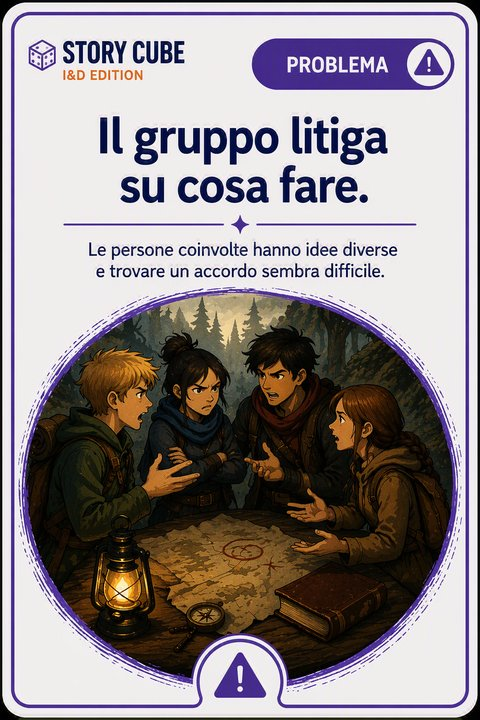 STORY CUBE
I&D EDITION
PROBLEMA
Il gruppo litiga
su cosa fare.
Le persone coinvolte hanno idee diverse
e trovare un accordo sembra difficile.